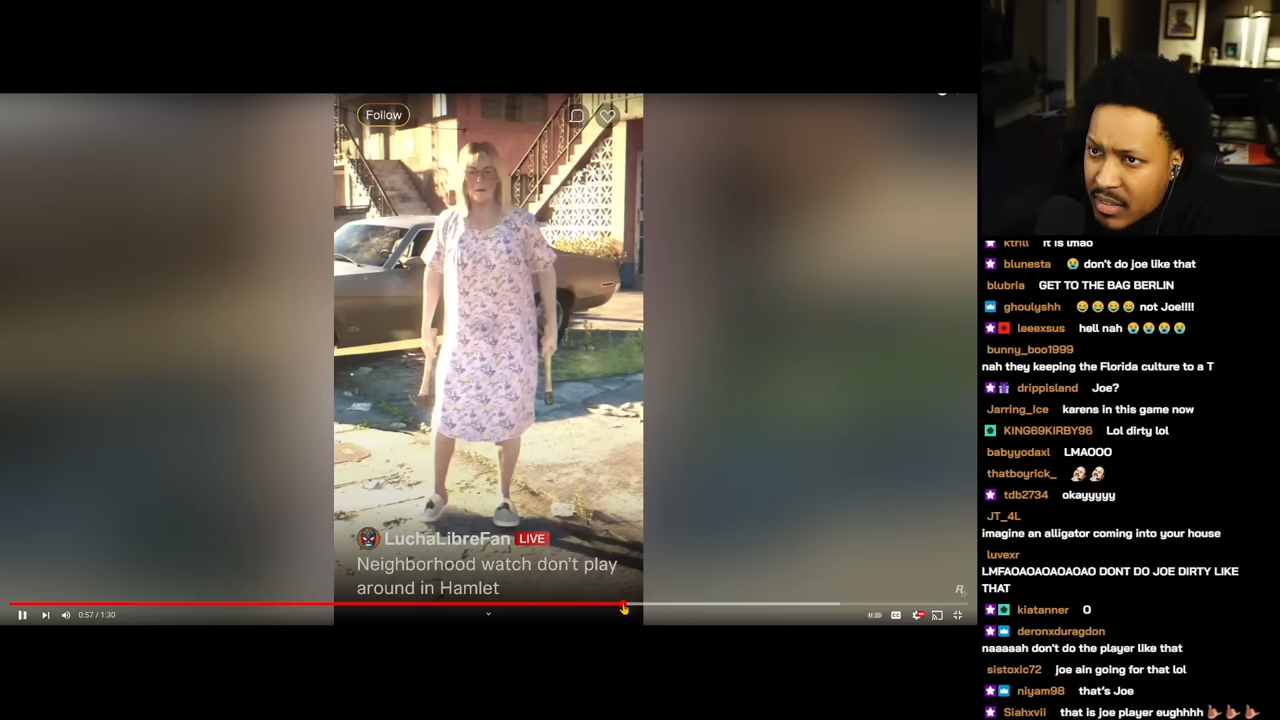 Follow
LuchaLibreFan LIVE
Neighborhood watch don't play
around in Hamlet
R
0:57 / 1:30
CC
ktrill it is lmao
blunesta 😭 don't do joe like that
blubria GET TO THE BAG BERLIN
ghoulyshh 😂😂😂😂 not Joe!!!!
leeexsus hell nah 😭😭😭😭
bunny_boo1999
nah they keeping the Florida culture to a T
drippisland Joe?
Jarring_Ice karens in this game now
KING69KIRBY96 Lol dirty lol
babyyodaxl LMAOOO
thatboyrick_
tdb2734 okayyyyy
JT_4L
imagine an alligator coming into your house
luvexr
LMFAOAOAOAOAO DONT DO JOE DIRTY LIKE
THAT
kiatanner O
deronxduragdon
naaaaah don't do the player like that
sistoxic72 joe ain going for that lol
niyam98 that's Joe
Siahxvii that is joe player eughhhh